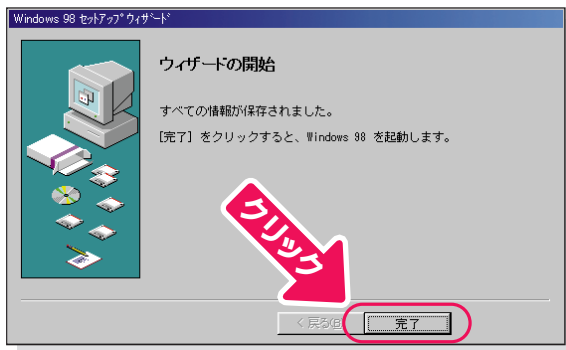 Windows 98 ｾｯﾄｱｯﾌﾟ ｳｨｻﾞｰﾄﾞ
ウィザードの開始
すべての情報が保存されました。
[完了] をクリックすると、Windows 98 を起動します。
クリック
< 戻る(B)
完了